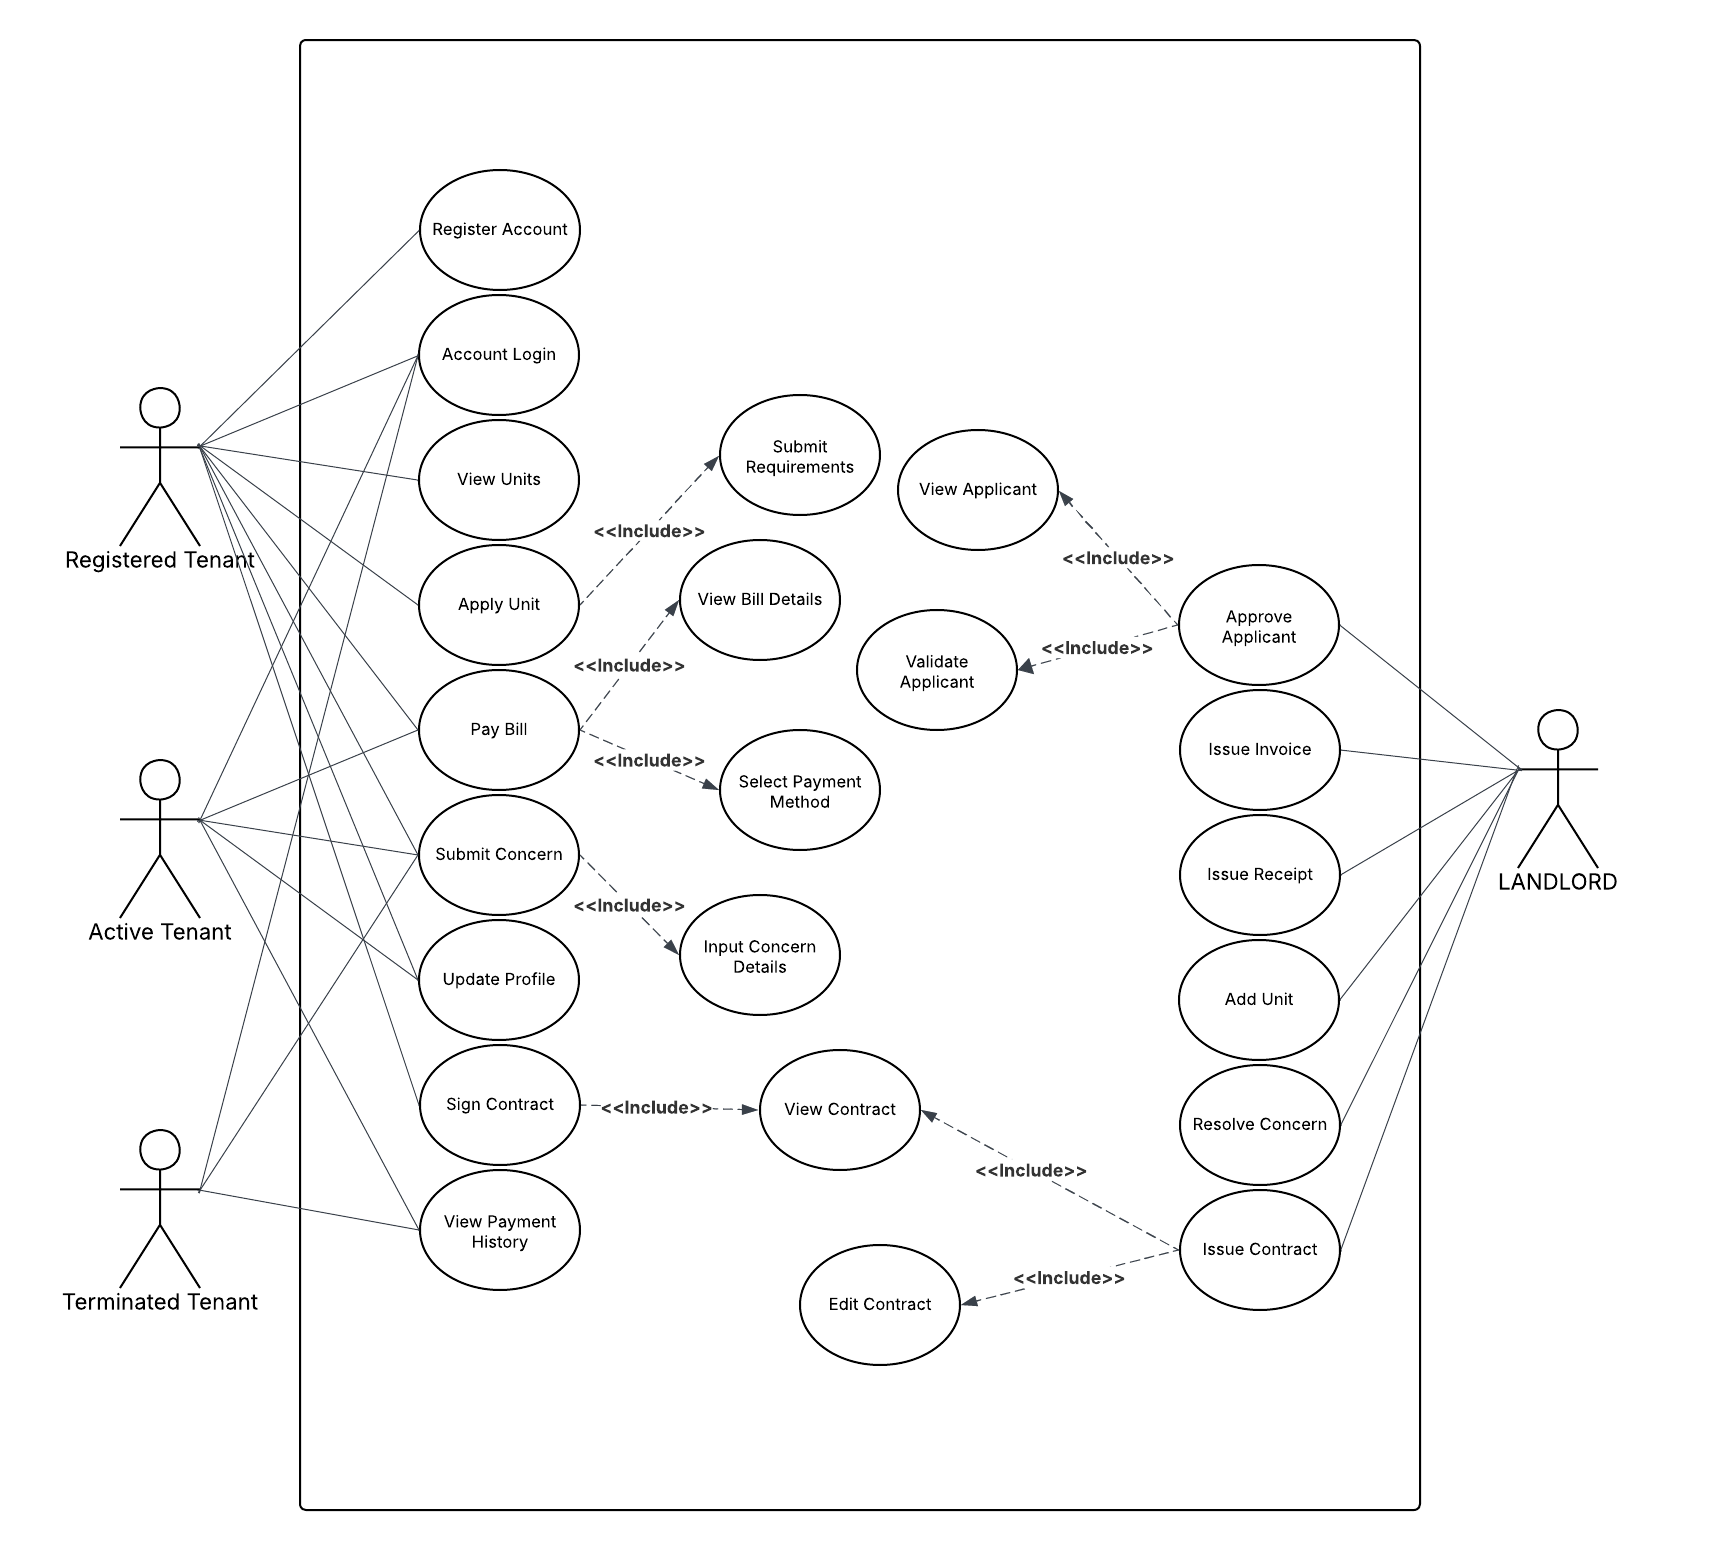 Register Account
Account Login
View Units
Apply Unit
Pay Bill
Submit Concern
Update Profile
Sign Contract
View Payment
History
Registered Tenant
Active Tenant
Terminated Tenant
<<Include>>
<<Include>>
<<Include>>
<<Include>>
<<Include>>
Submit
Requirements
View Bill Details
Select Payment
Method
Input Concern
Details
View Contract
Edit Contract
View Applicant
Validate
Applicant
<<Include>>
<<Include>>
<<Include>>
<<Include>>
Approve
Applicant
Issue Invoice
Issue Receipt
Add Unit
Resolve Concern
Issue Contract
LANDLORD